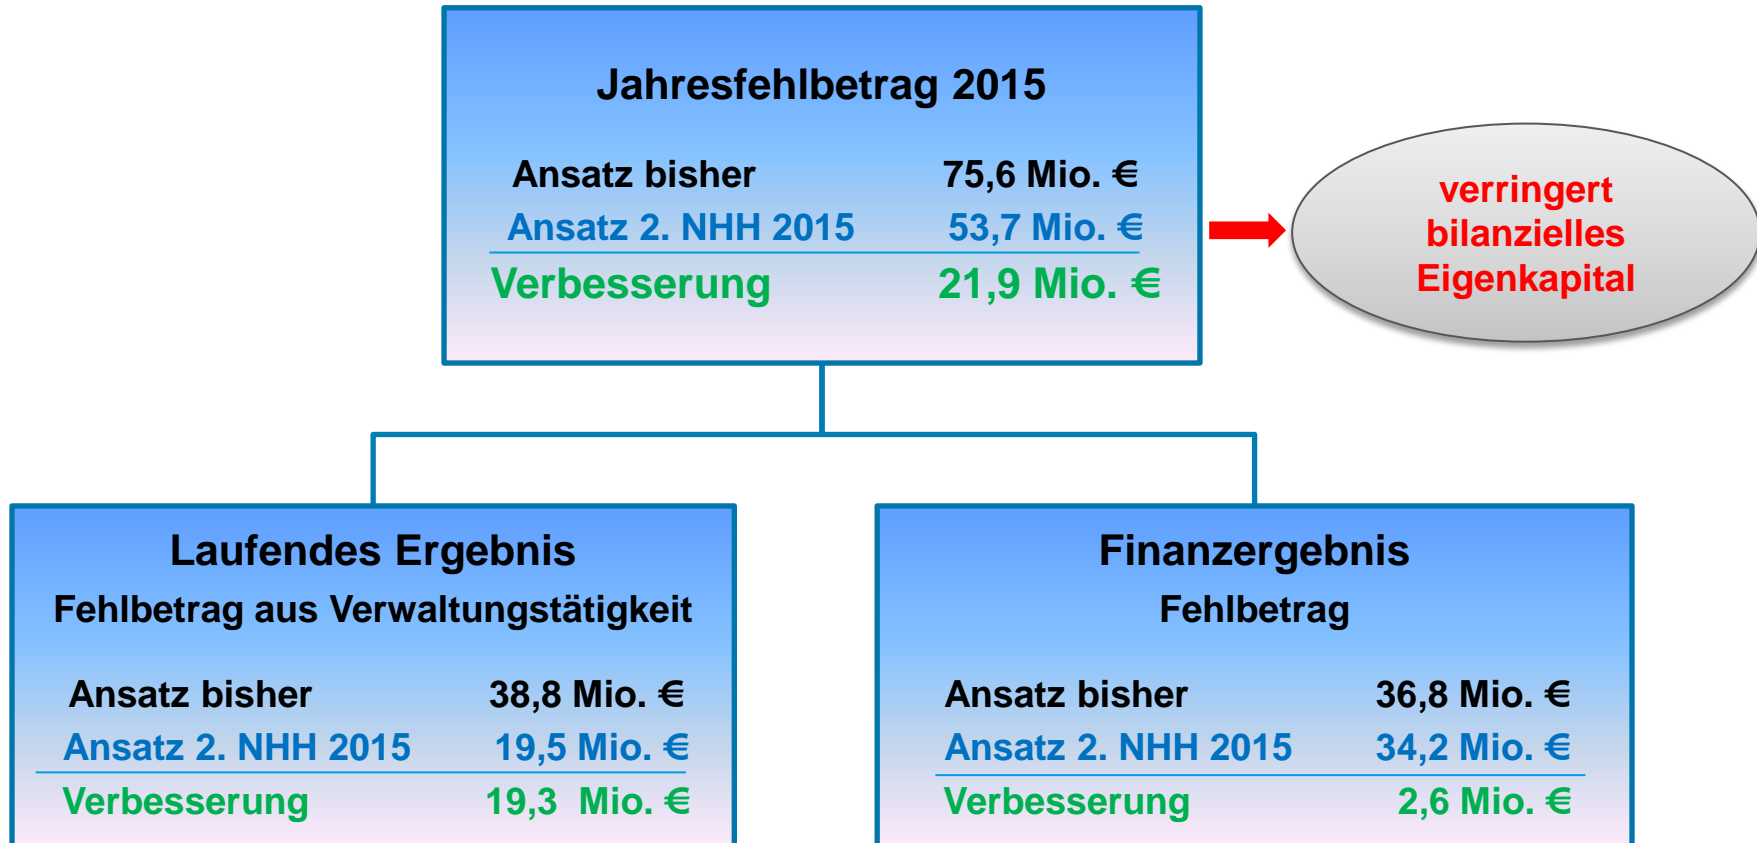 Jahresfehlbetrag 2015
Ansatz bisher 75,6 Mio. €
Ansatz 2. NHH 2015 53,7 Mio. €
Verbesserung 21,9 Mio. €
verringert
bilanzielles
Eigenkapital
Laufendes Ergebnis
Fehlbetrag aus Verwaltungstätigkeit
Ansatz bisher 38,8 Mio. €
Ansatz 2. NHH 2015 19,5 Mio. €
Verbesserung 19,3 Mio. €
Finanzergebnis
Fehlbetrag
Ansatz bisher 36,8 Mio. €
Ansatz 2. NHH 2015 34,2 Mio. €
Verbesserung 2,6 Mio. €